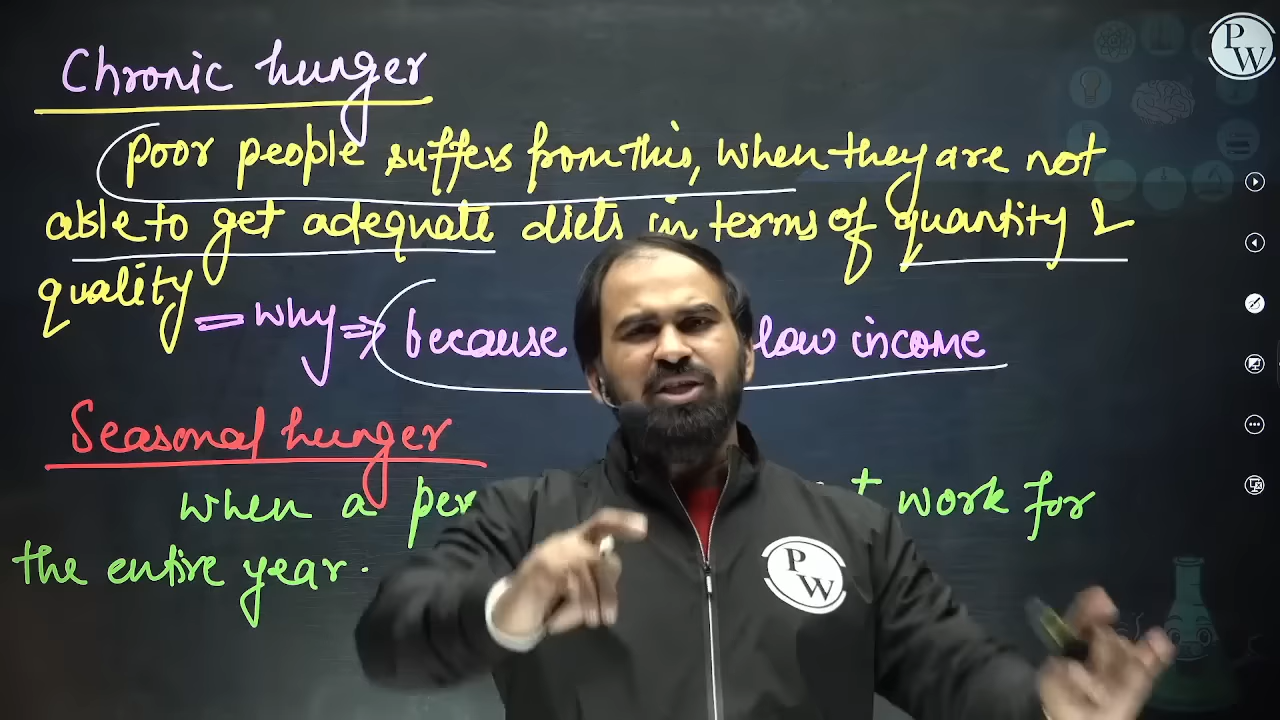 Chronic hunger
PW
poor people suffers from this, when they are not
able to get adequate diets in terms of quantity &
quality
= why => because low income
Seasonal hunger
when a work for
the entire year.
PW